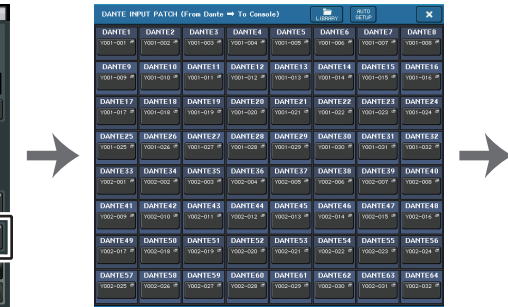 DANTE INPUT PATCH (From Dante ➡ To Console) LIBRARY AUTO SETUP ×
DANTE1 DANTE2 DANTE3 DANTE4 DANTE5 DANTE6 DANTE7 DANTE8
Y001-001 Y001-002 Y001-003 Y001-004 Y001-005 Y001-006 Y001-007 Y001-008
DANTE9 DANTE10 DANTE11 DANTE12 DANTE13 DANTE14 DANTE15 DANTE16
Y001-009 Y001-010 Y001-011 Y001-012 Y001-013 Y001-014 Y001-015 Y001-016
DANTE17 DANTE18 DANTE19 DANTE20 DANTE21 DANTE22 DANTE23 DANTE24
Y001-017 Y001-018 Y001-019 Y001-020 Y001-021 Y001-022 Y001-023 Y001-024
DANTE25 DANTE26 DANTE27 DANTE28 DANTE29 DANTE30 DANTE31 DANTE32
Y001-025 Y001-026 Y001-027 Y001-028 Y001-029 Y001-030 Y001-031 Y001-032
DANTE33 DANTE34 DANTE35 DANTE36 DANTE37 DANTE38 DANTE39 DANTE40
Y002-001 Y002-002 Y002-003 Y002-004 Y002-005 Y002-006 Y002-007 Y002-008
DANTE41 DANTE42 DANTE43 DANTE44 DANTE45 DANTE46 DANTE47 DANTE48
Y002-009 Y002-010 Y002-011 Y002-012 Y002-013 Y002-014 Y002-015 Y002-016
DANTE49 DANTE50 DANTE51 DANTE52 DANTE53 DANTE54 DANTE55 DANTE56
Y002-017 Y002-018 Y002-019 Y002-020 Y002-021 Y002-022 Y002-023 Y002-024
DANTE57 DANTE58 DANTE59 DANTE60 DANTE61 DANTE62 DANTE63 DANTE64
Y002-025 Y002-026 Y002-027 Y002-028 Y002-029 Y002-030 Y002-031 Y002-032